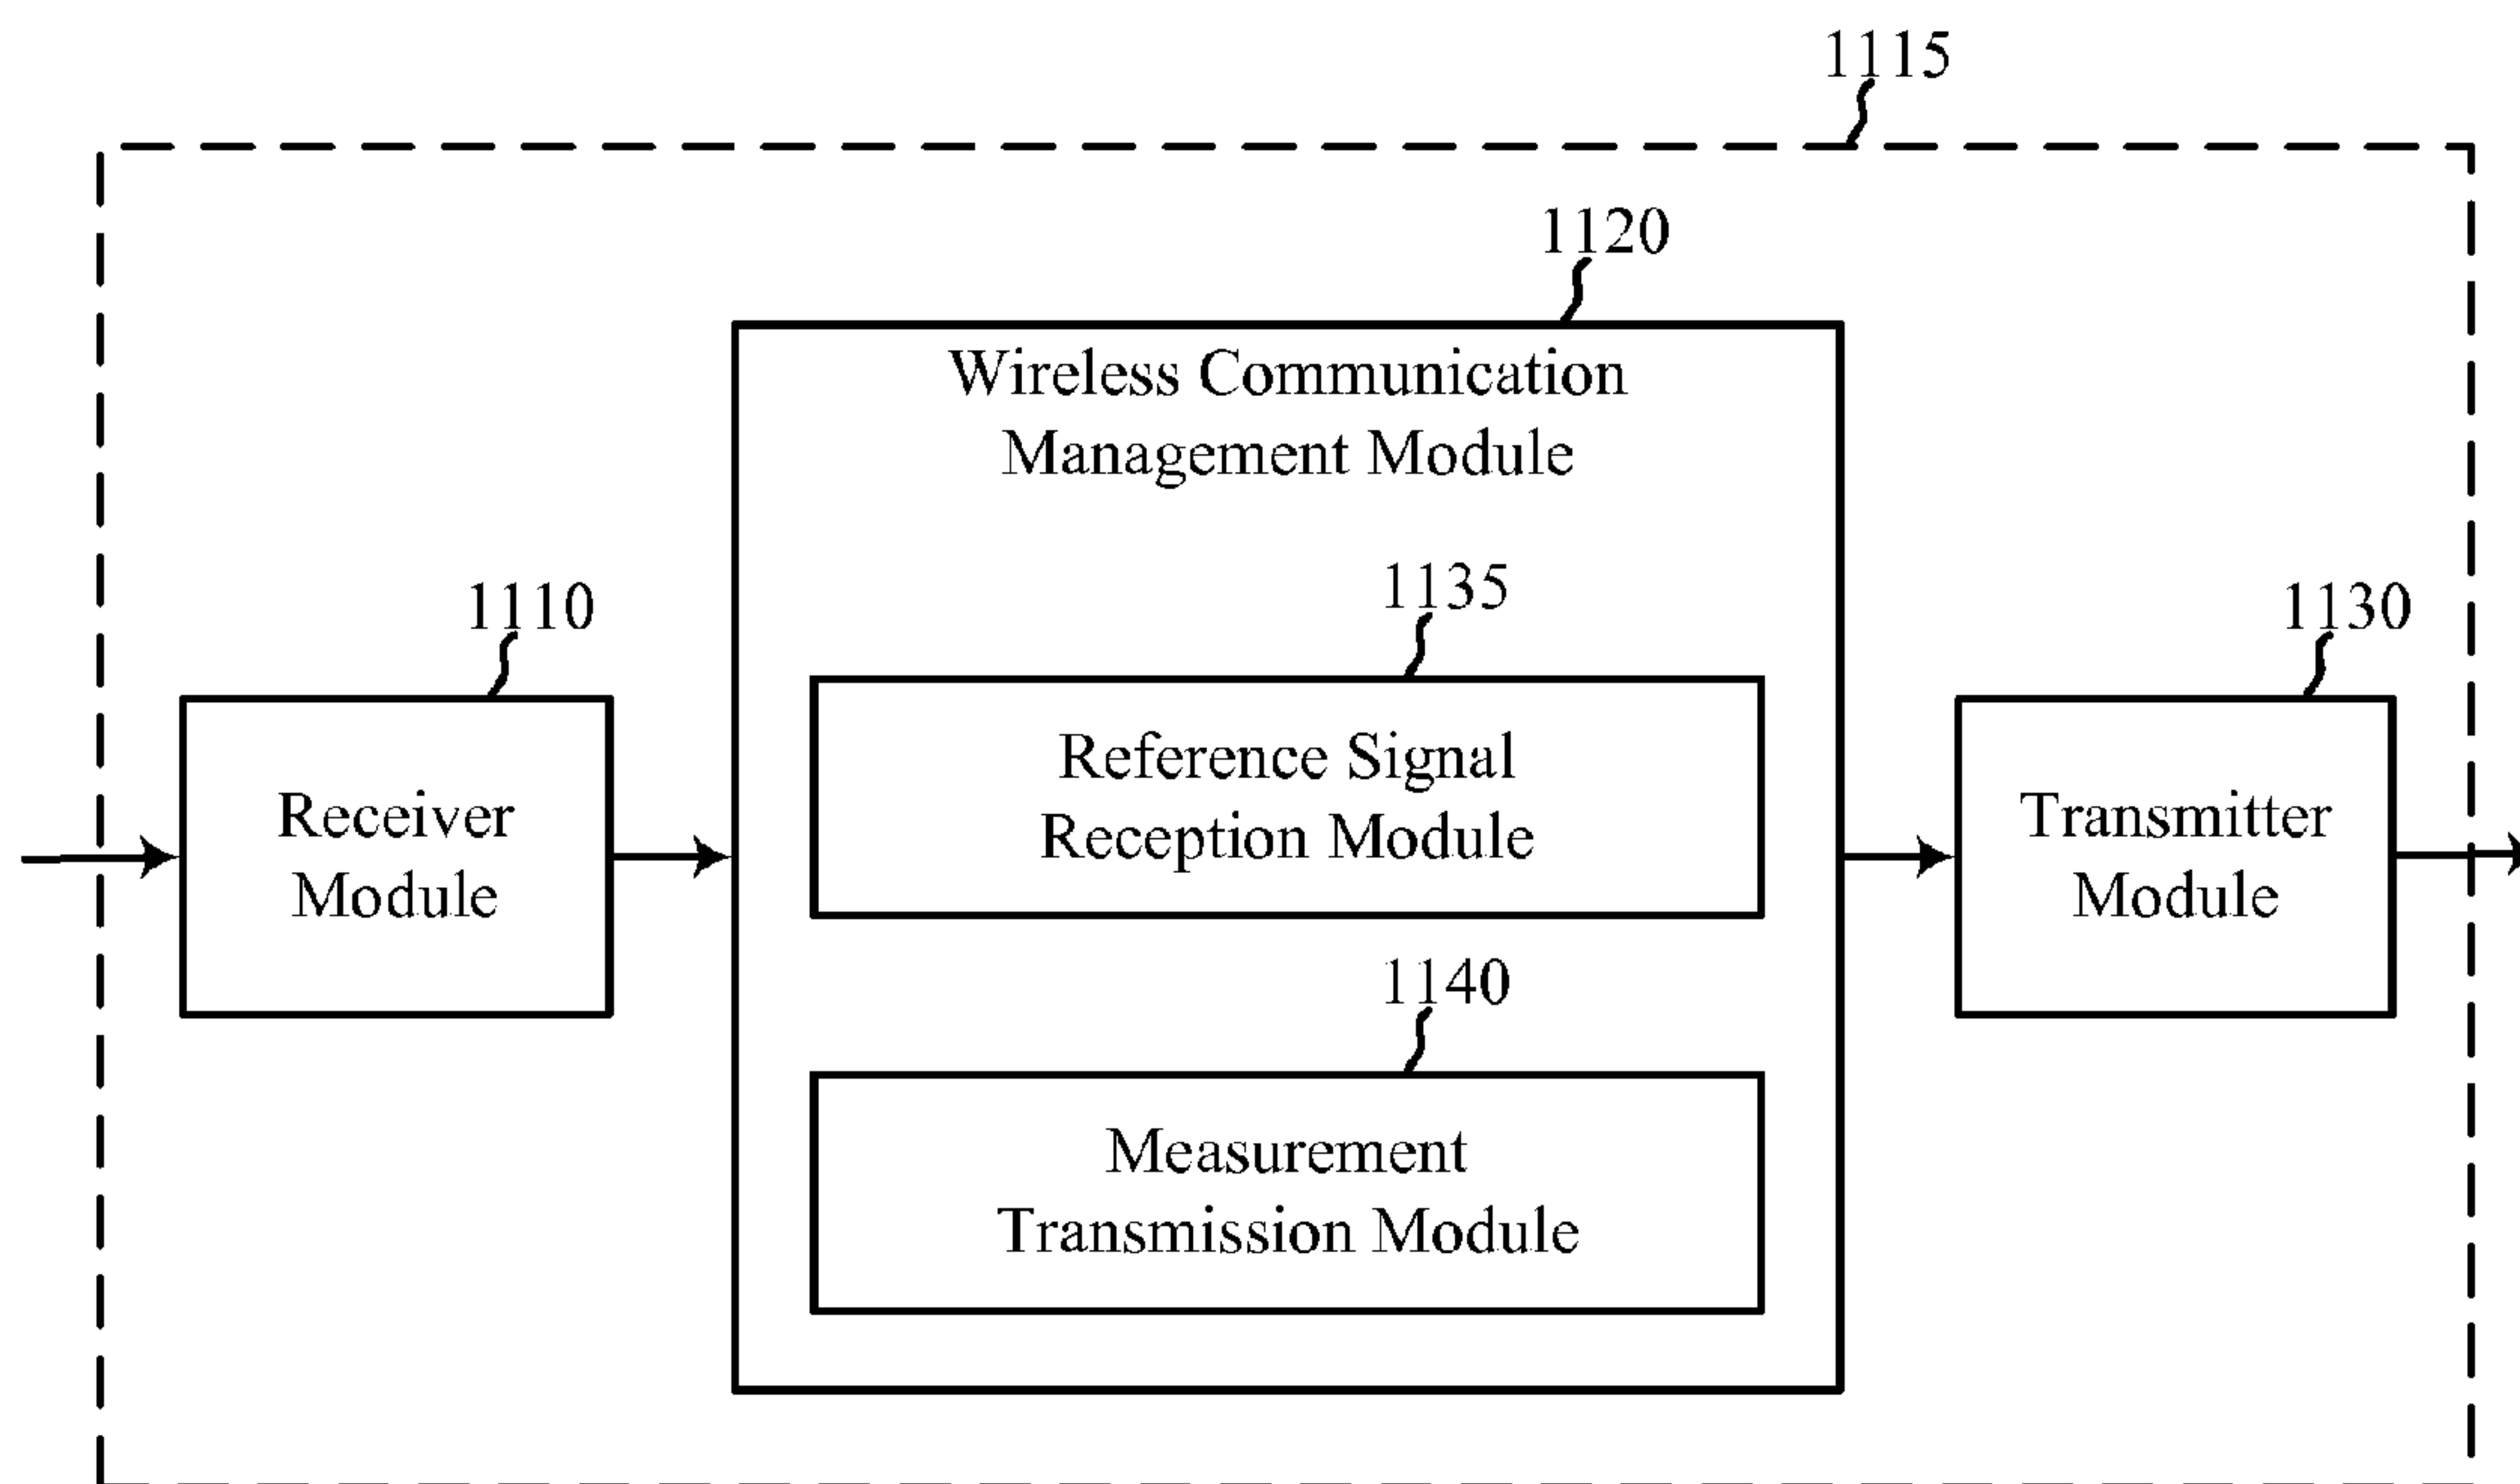 1115
1120
Wireless Communication
Management Module
1110
Receiver
Module
1135
Reference Signal
Reception Module
1140
Measurement
Transmission Module
1130
Transmitter
Module